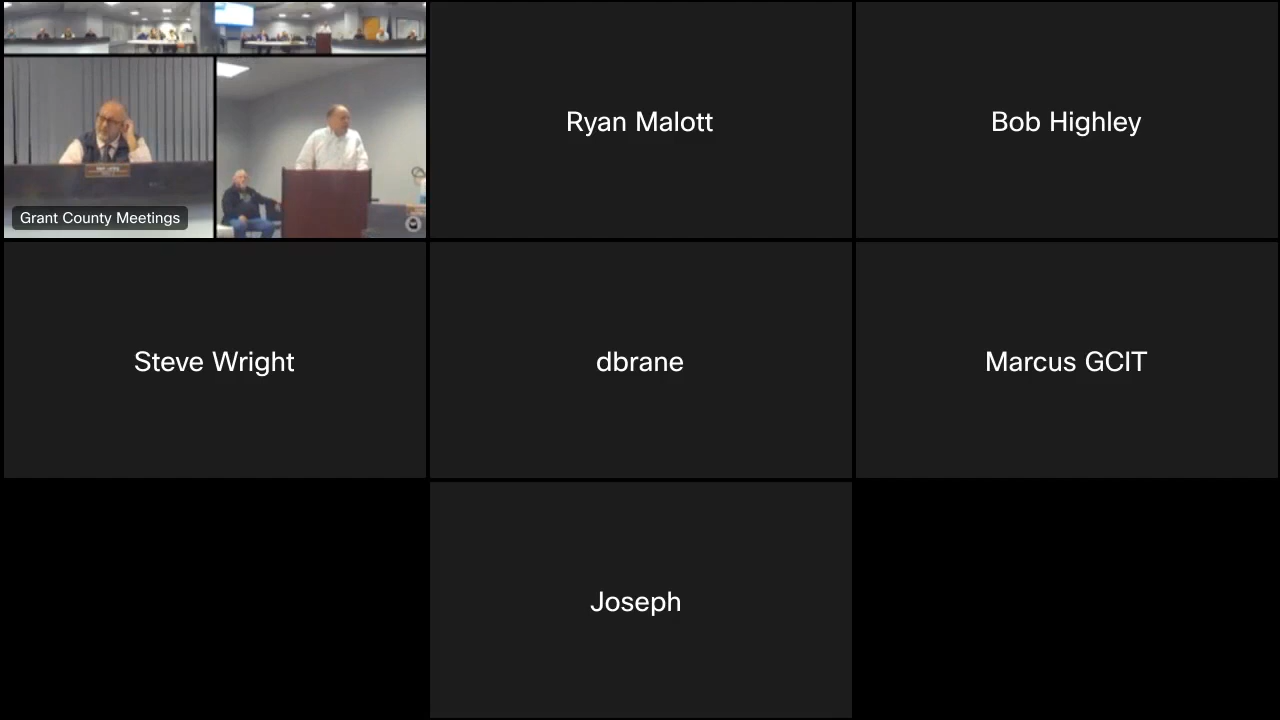 Ryan Malott
Bob Highley
Grant County Meetings
Steve Wright
dbrane
Marcus GCIT
Joseph